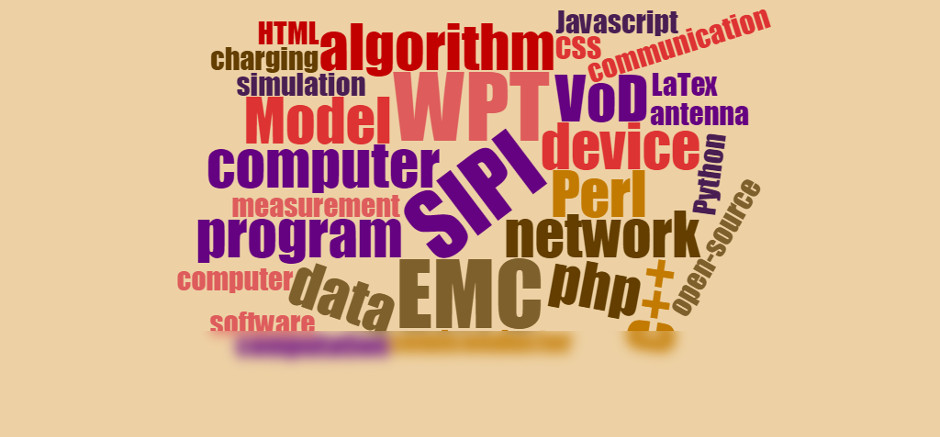 Javascript
HTML
algorithm
css
communication
charging
simulation
WPT
VoD
LaTex
Model
antenna
device
computer
SIPI
Python
Perl
measurement
program
network
open-source
computer
data
EMC
php
c++
software